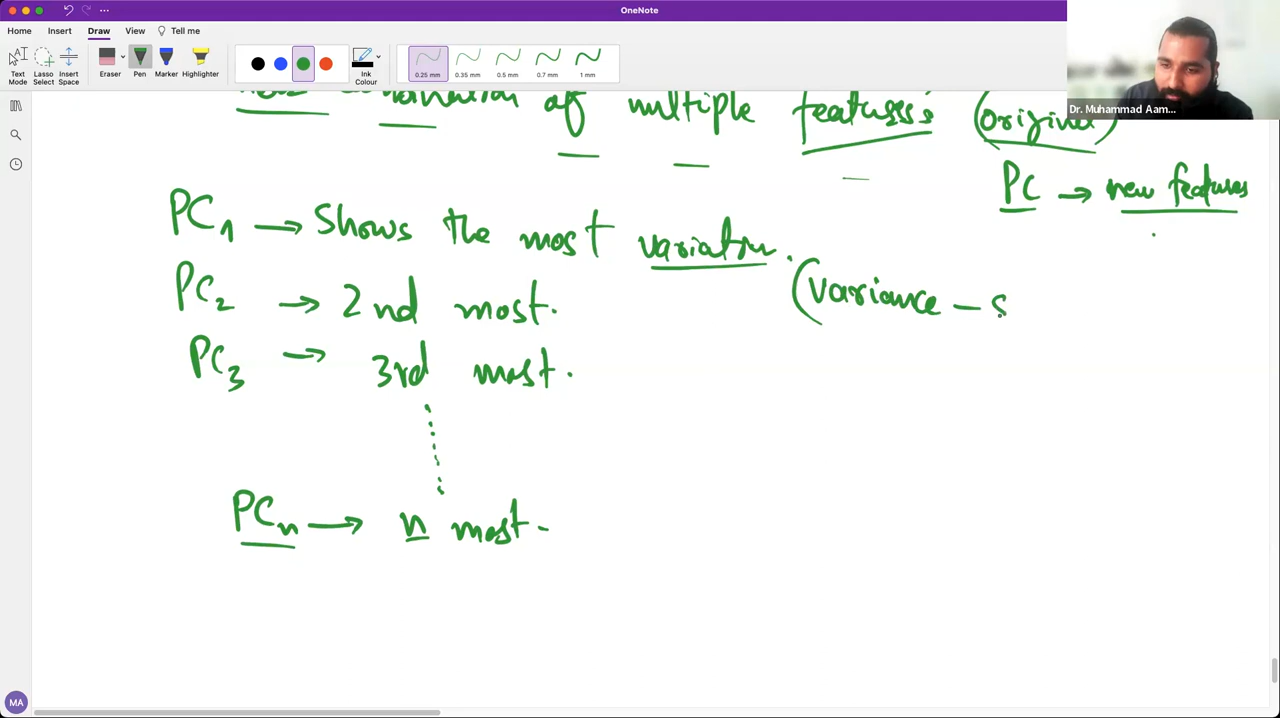 OneNote
Home Insert Draw View Tell me
Text Mode Lasso Select Insert Space Eraser Pen Marker Highlighter Ink Colour 0.25 mm 0.35 mm 0.5 mm 0.7 mm 1 mm
Dr. Muhammad Aam...
of multiple features's (original)
PC → new features
PC1 → Shows the most variation.
(variance – s
PC2 → 2nd most.
PC3 → 3rd most.
PCn → n most -
MA